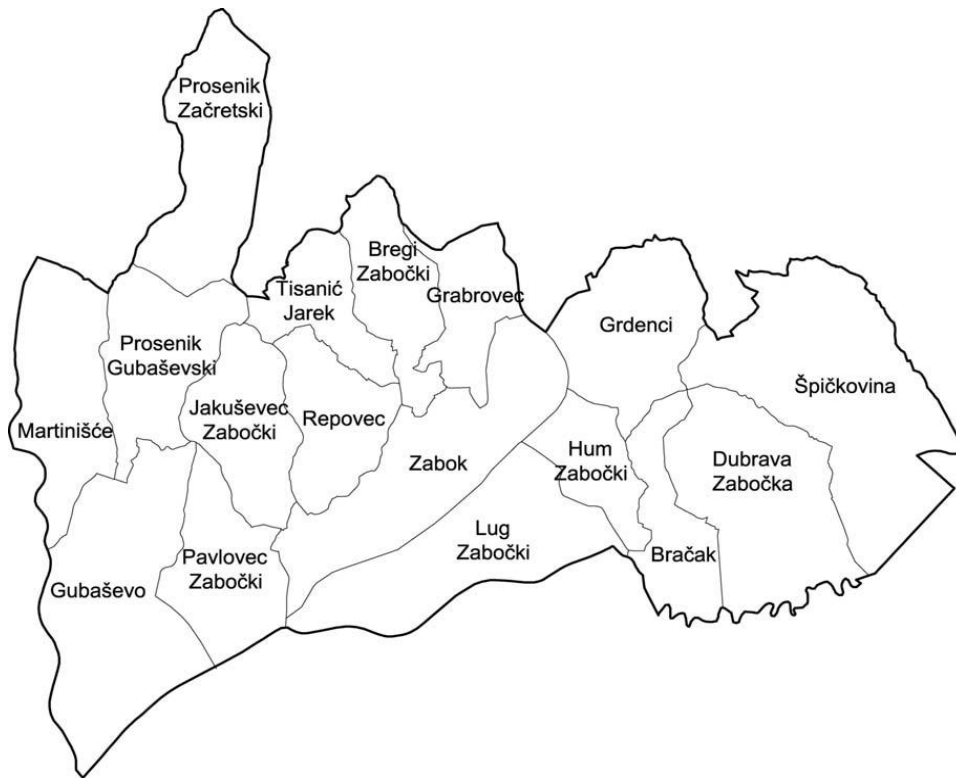 Prosenik
Začretski
Bregi
Zabočki
Tisanić
Jarek
Grabrovec
Grdenci
Prosenik
Gubaševski
Špičkovina
Jakuševec
Zabočki
Repovec
Martinišće
Zabok
Hum
Zabočki
Dubrava
Zabočka
Lug
Zabočki
Bračak
Pavlovec
Zabočki
Gubaševo